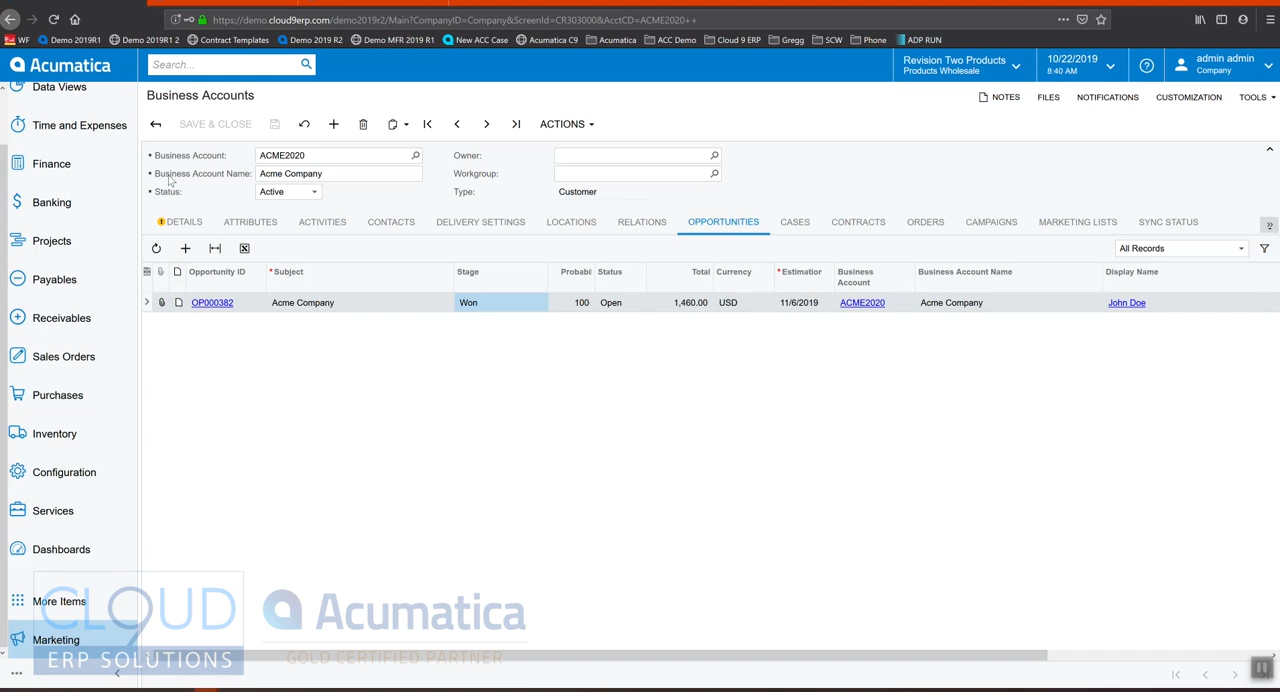 https://demo.cloud9erp.com/demo2019r2/Main?CompanyID=Company&ScreenId=CR303000&AcctCD=ACME2020++
WF Demo 2019R1 Demo 2019R1 2 Contract Templates Demo 2019 R2 Demo MFR 2019 R1 New ACC Case Acumatica C9 Acumatica ACC Demo Cloud 9 ERP Gregg SCW Phone ADP RUN
Acumatica Search... Revision Two Products 10/22/2019 admin admin
Products Wholesale 8:40 AM Company
Data Views
Time and Expenses
Finance
Banking
Projects
Payables
Receivables
Sales Orders
Purchases
Inventory
Configuration
Services
Dashboards
More Items
Marketing
Business Accounts NOTES FILES NOTIFICATIONS CUSTOMIZATION TOOLS
SAVE & CLOSE ACTIONS
Business Account: ACME2020 Owner:
Business Account Name: Acme Company Workgroup:
Status: Active Type: Customer
DETAILS ATTRIBUTES ACTIVITIES CONTACTS DELIVERY SETTINGS LOCATIONS RELATIONS OPPORTUNITIES CASES CONTRACTS ORDERS CAMPAIGNS MARKETING LISTS SYNC STATUS
All Records
Opportunity ID * Subject Stage Probabi Status Total Currency * Estimatior Business Account Business Account Name Display Name
OP000382 Acme Company Won 100 Open 1,460.00 USD 11/6/2019 ACME2020 Acme Company John Doe
CLOUD 9
ERP SOLUTIONS
Acumatica
GOLD CERTIFIED PARTNER